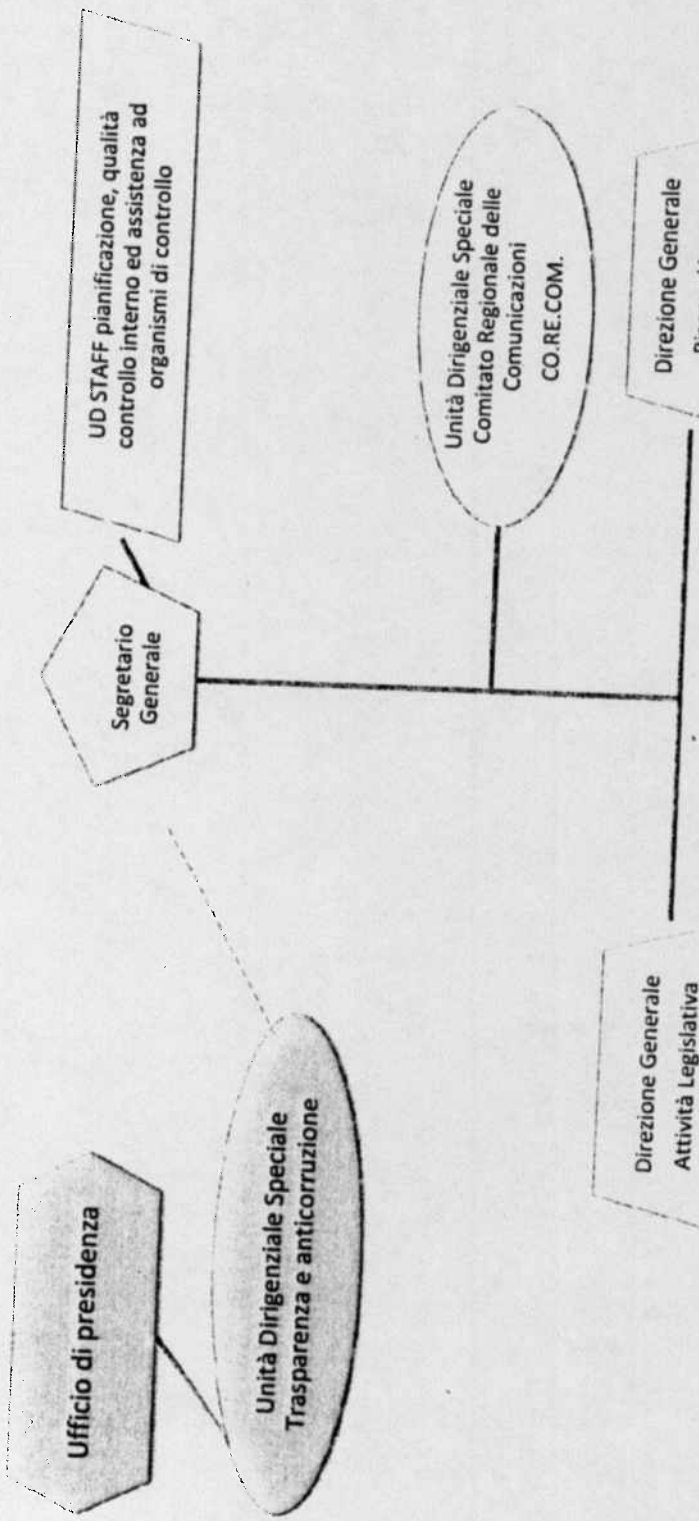 Ufficio di presidenza
Unità Dirigenziale Speciale
Trasparenza e anticorruzione
Segretario
Generale
UD STAFF pianificazione, qualità
controllo interno ed assistenza ad
organismi di controllo
Unità Dirigenziale Speciale
Comitato Regionale delle
Comunicazioni
CO.RE.COM.
Direzione Generale
Attività Legislativa
Direzione Generale